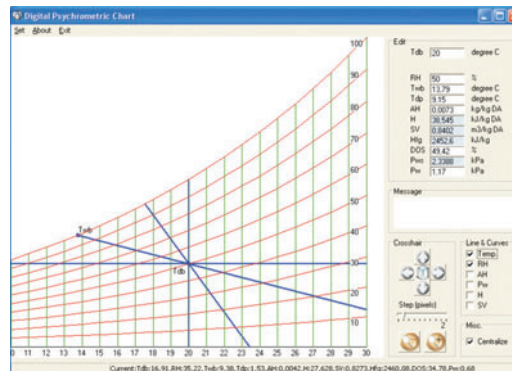 Digital Psychrometric Chart
Set About Exit
Edit
Tdb 20 degree C
RH 50 %
Twb 13,79 degree C
Tdp 9,15 degree C
AH 0,0073 kg/kg DA
H 38,545 kJ/kg DA
SV 0,8402 m3/kg DA
Hfg 2452,6 kJ/kg
DOS 49,42 %
Pws 2,3388 kPa
Pw 1,17 kPa
Message
Crosshair
Step (pixels)
2
Line & Curves
Temp
RH
AH
Pw
H
SV
Misc.
Centralize
100
90
80
70
60
50
40
30
20
10
Twb
Tdb
10 11 12 13 14 15 16 17 18 19 20 21 22 23 24 25 26 27 28 29 30
Current:Tdb:16,91,RH:35,22,Twb:9,38,Tdp:1,53,AH:0,0042,H:27,628,SV:0,8273,Hfg:2460,08,DOS:34,78,Pw:0,68